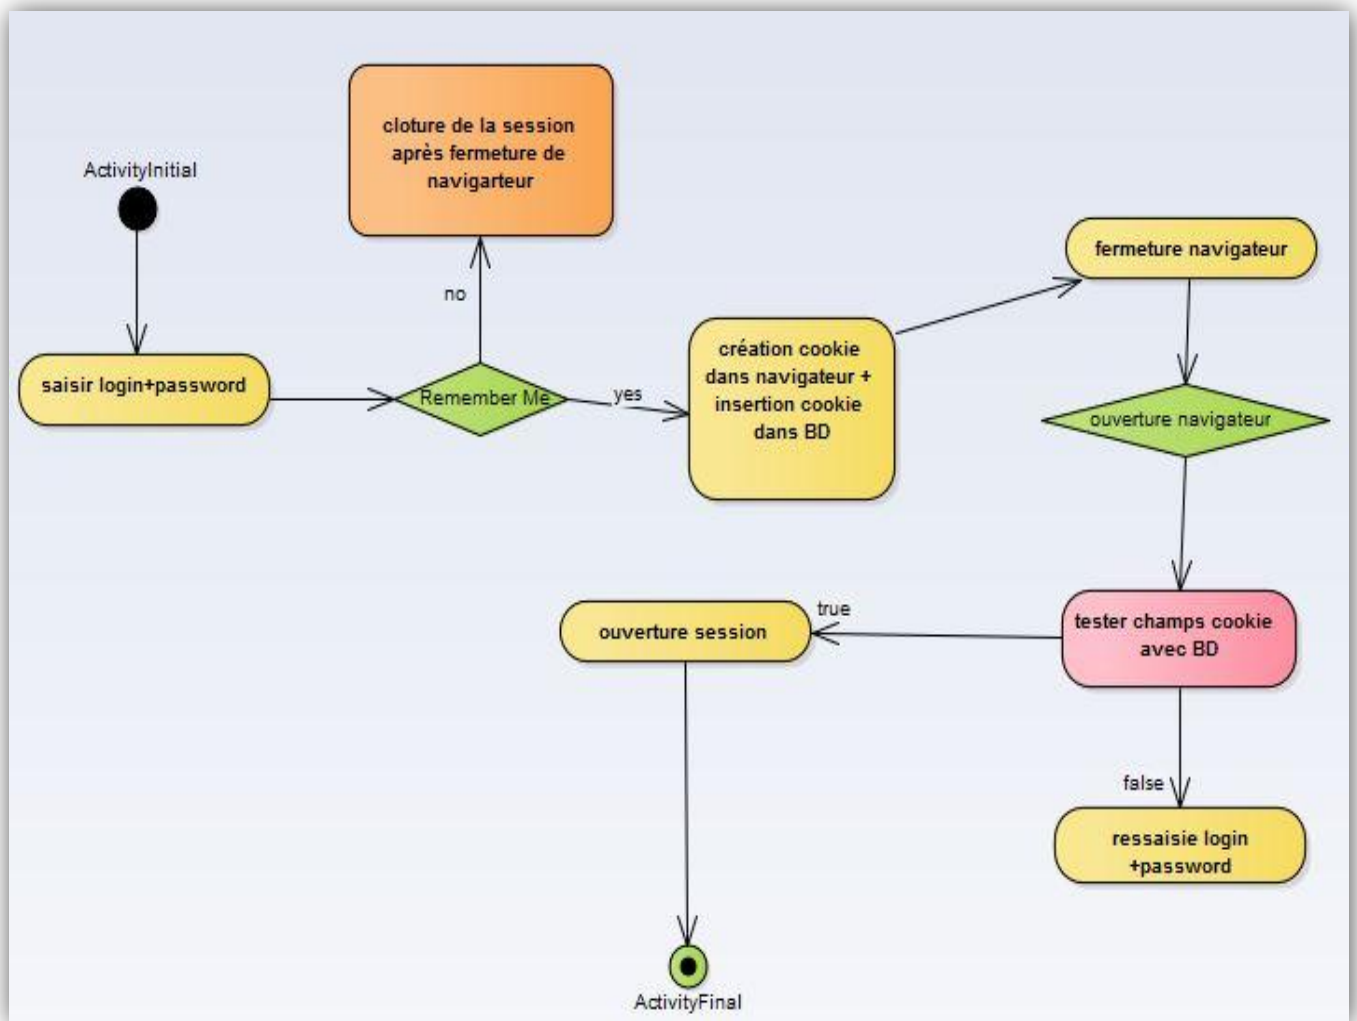 cloture de la session
après fermeture de
navigarteur
ActivityInitial
fermeture navigateur
no
création cookie
dans navigateur +
insertion cookie
dans BD
saisir login+password
Remember Me
yes
ouverture navigateur
true
ouverture session
tester champs cookie
avec BD
false
ressaisie login
+password
ActivityFinal